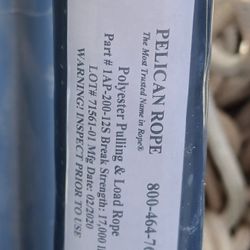 PELICAN ROPE
The Most Trusted Name in Rope®
800-464-76
Polyester Pulling & Load Rope
Part # 1AP-200-12S Break Strength: 17,000
LOT# 71561-01 Mfg Date: 02/2020
WARNING! INSPECT PRIOR TO USE